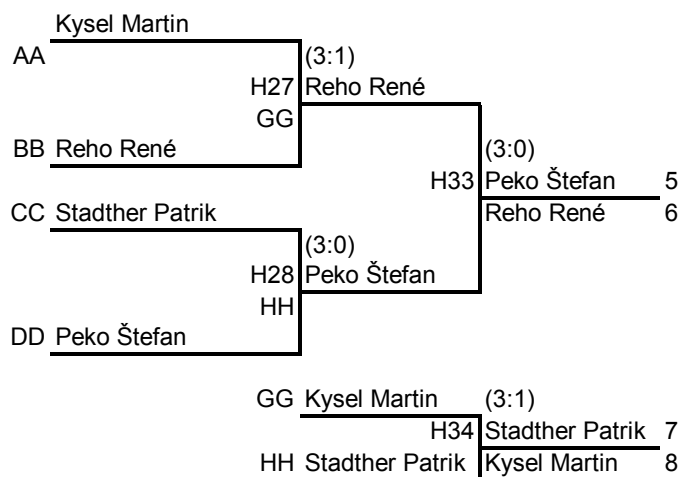 Kysel Martin
AA (3:1)
H27 Reho René
GG
BB Reho René (3:0)
H33 Peko Štefan 5
CC Stadther Patrik Reho René 6
(3:0)
H28 Peko Štefan
HH
DD Peko Štefan
GG Kysel Martin (3:1)
H34 Stadther Patrik 7
HH Stadther Patrik Kysel Martin 8